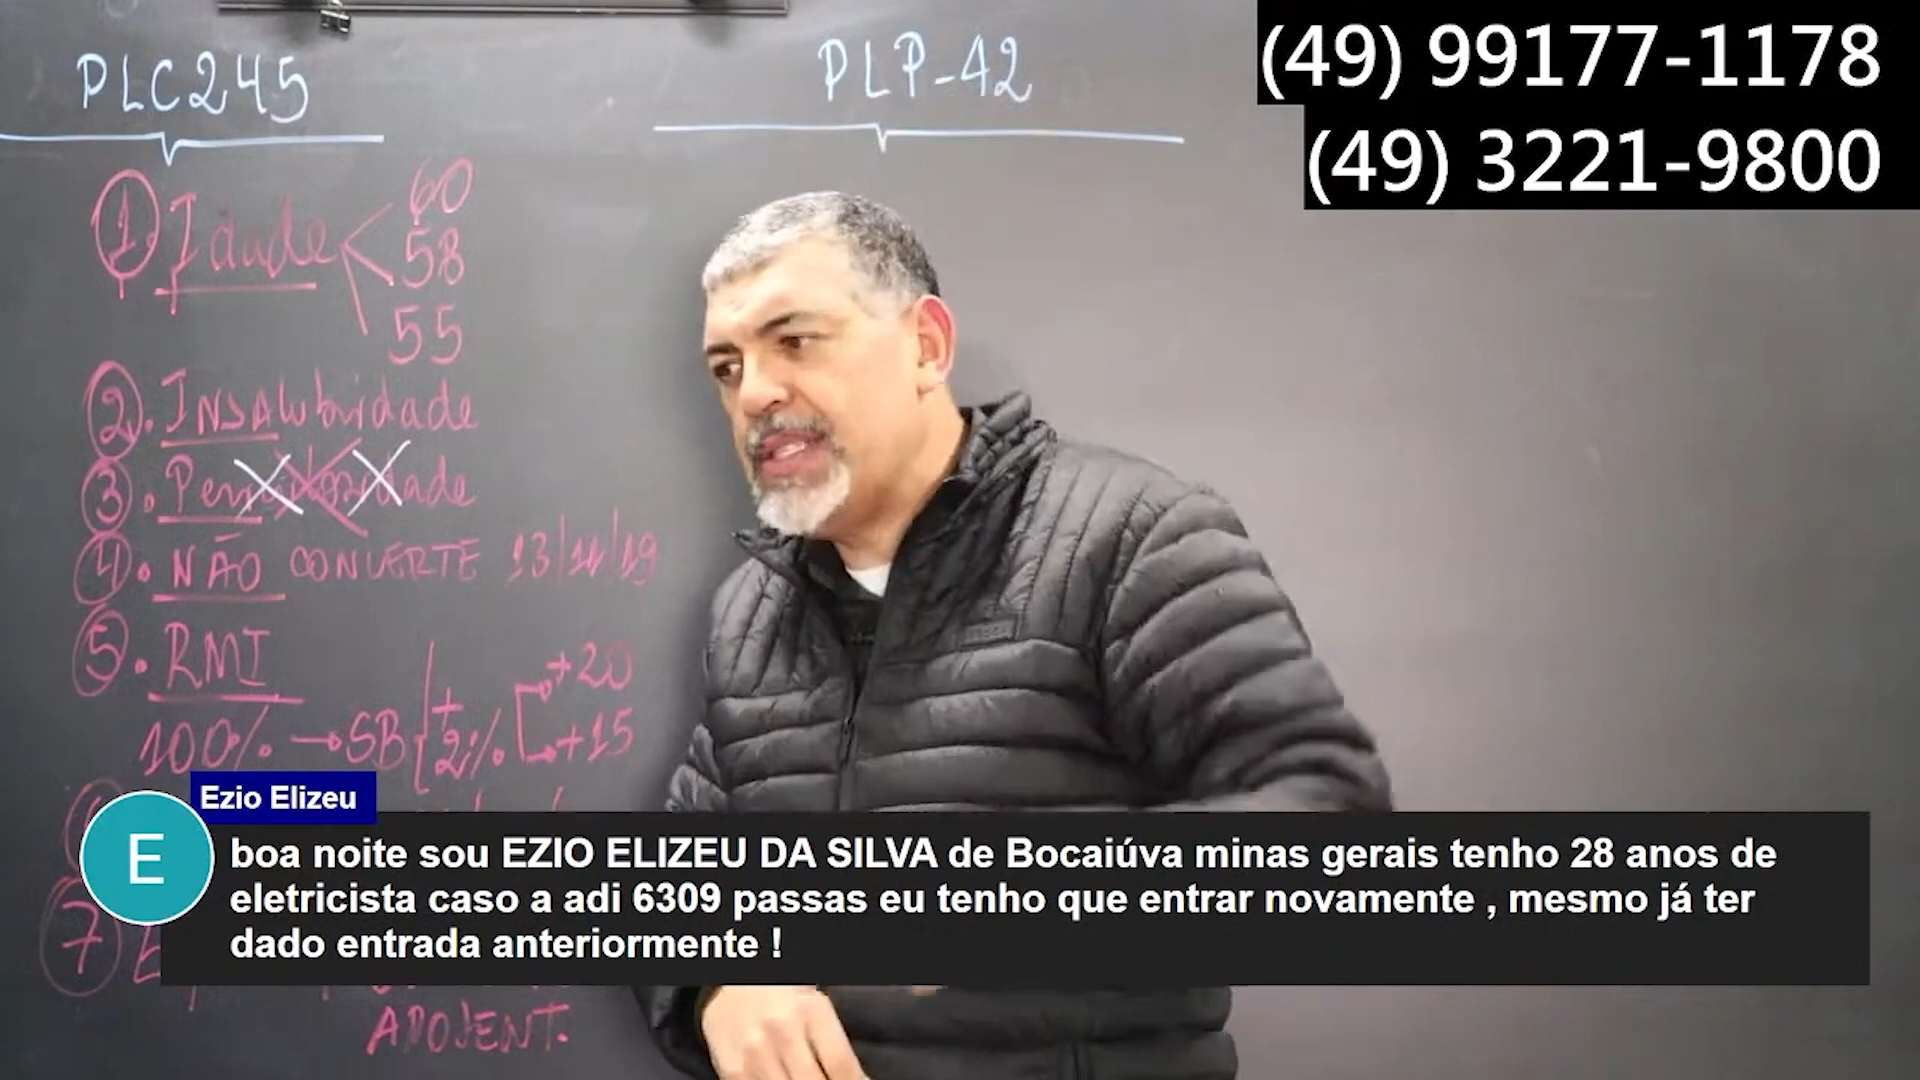 PLC245
PLP-42
(49) 99177-1178
(49) 3221-9800
1. Idade
60
58
55
2. INSAlubridade
3. Periculosidade
4. NÃO CONVERTE 13/11/19
5. RMI
100% → SB + 2% +20
+15
7
APOSENT.
Ezio Elizeu
E
boa noite sou EZIO ELIZEU DA SILVA de Bocaiúva minas gerais tenho 28 anos de
eletricista caso a adi 6309 passas eu tenho que entrar novamente , mesmo já ter
dado entrada anteriormente !